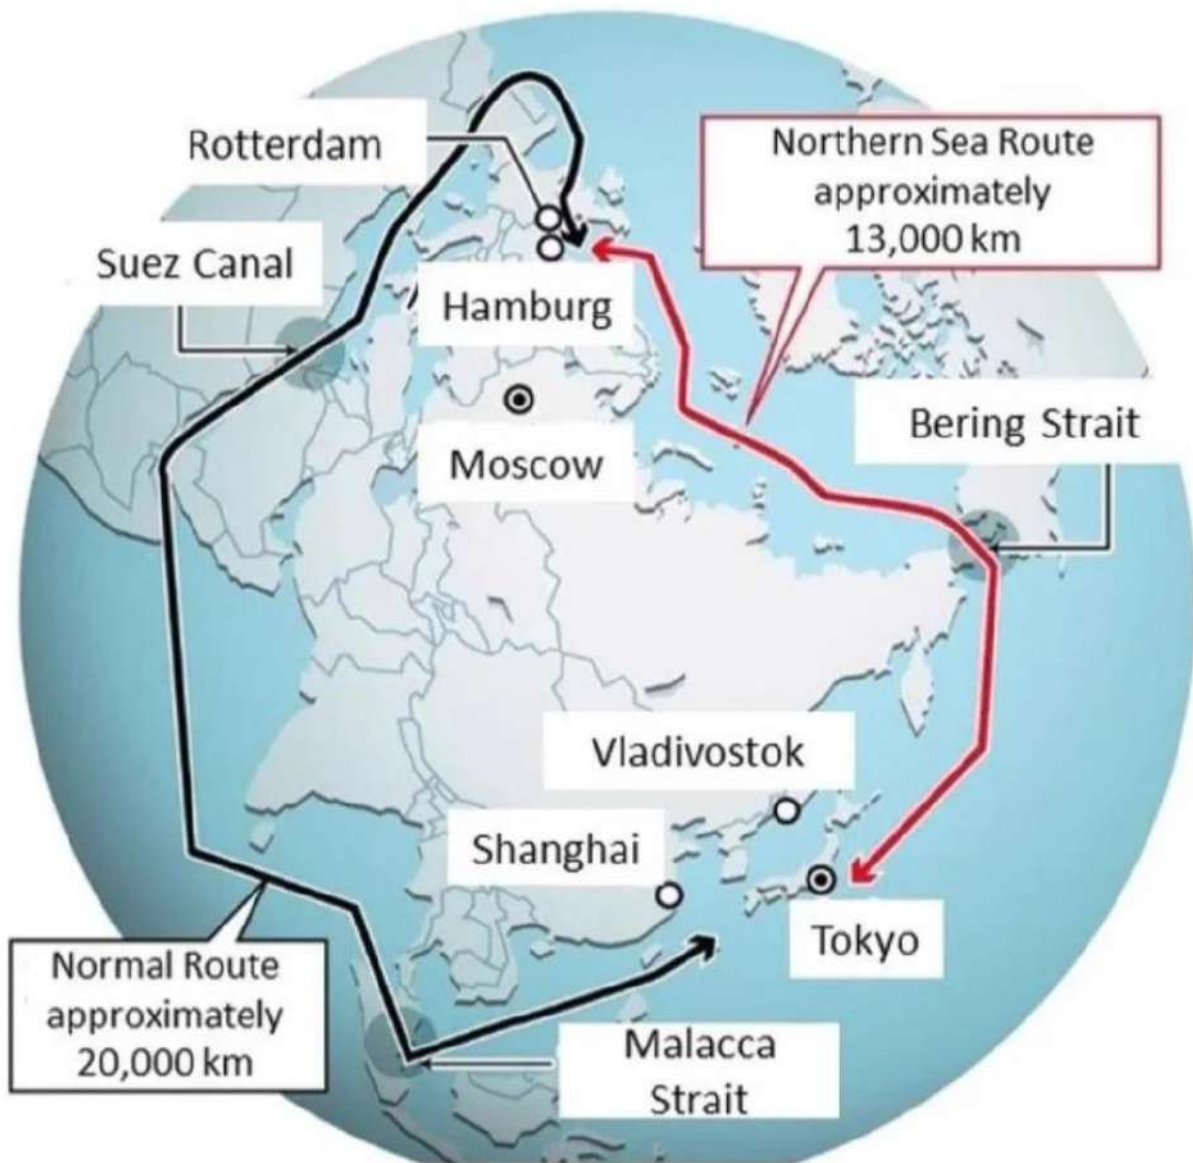 Rotterdam
Northern Sea Route
approximately
13,000 km
Suez Canal
Hamburg
Bering Strait
Moscow
Vladivostok
Shanghai
Tokyo
Normal Route
approximately
20,000 km
Malacca
Strait